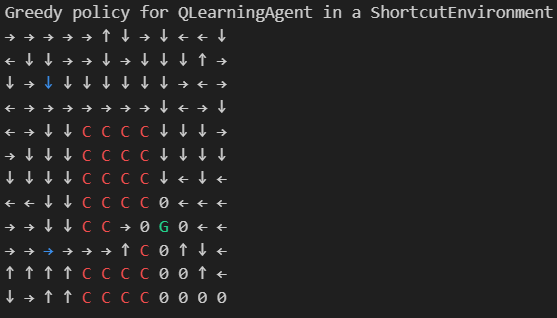 Greedy policy for QLearningAgent in a ShortcutEnvironment
→ → → → → ↑ ↓ → ↓ ← ← ↓
← ↓ ↓ → → ↓ → ↓ ↓ ↓ ↑ →
↓ → ↓ ↓ ↓ ↓ ↓ ↓ ↓ → ← →
← → → → → → → → ↓ ← → ↓
← → ↓ ↓ C C C C ↓ ↓ ↓ →
→ ↓ ↓ ↓ C C C C ↓ ↓ ↓ ↓
↓ ↓ ↓ ↓ C C C C ↓ ← ↓ ←
← ← ↓ ↓ C C C C 0 ← ← ←
→ → ↓ ↓ C C → 0 G 0 ← ←
→ → → → → → ↑ C 0 ↑ ↓ ←
↑ ↑ ↑ ↑ C C C C 0 0 ↑ ←
↓ → ↑ ↑ C C C C 0 0 0 0